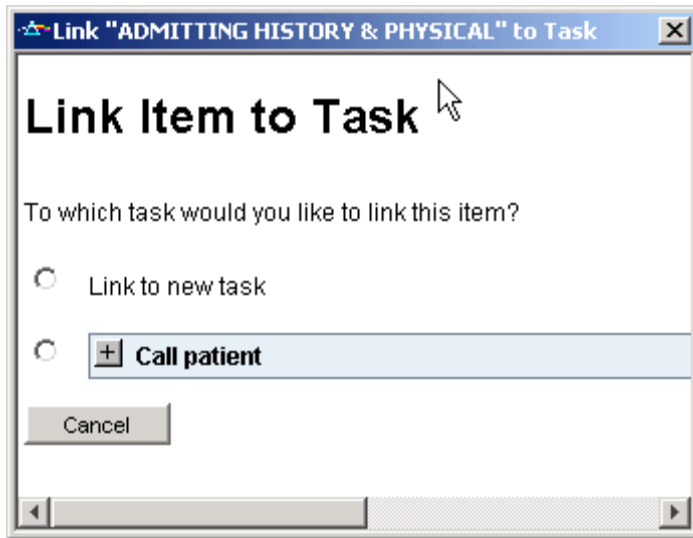 Link "ADMITTING HISTORY & PHYSICAL" to Task
Link Item to Task
To which task would you like to link this item?
Link to new task
Call patient
Cancel